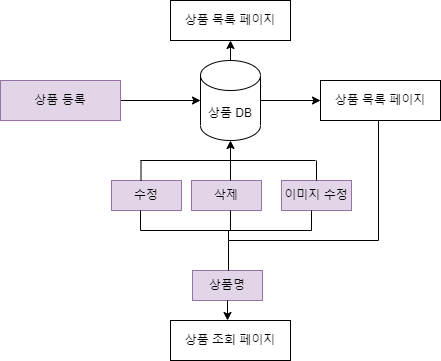 상품 목록 페이지
상품 등록
상품 DB
상품 목록 페이지
수정
삭제
이미지 수정
상품명
상품 조회 페이지